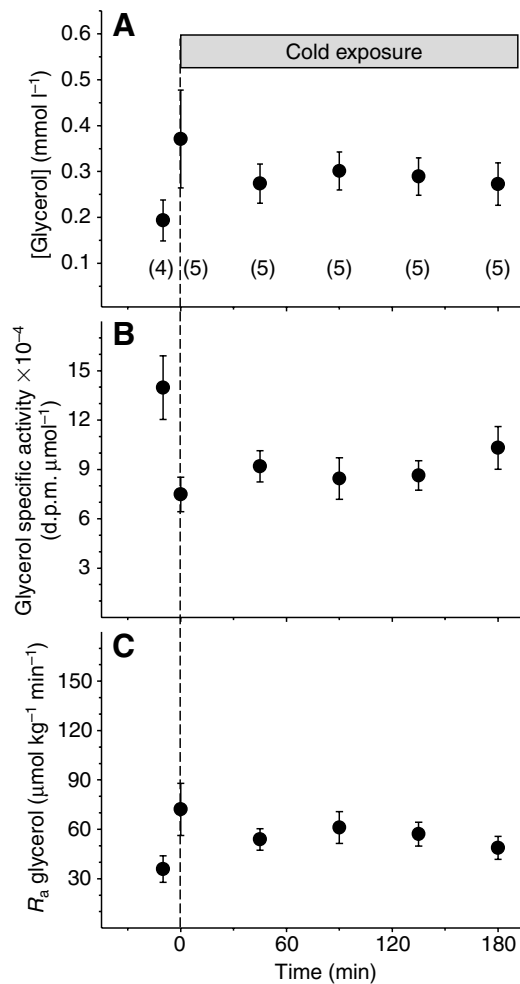 A
Cold exposure
0.6
0.5
0.4
0.3
0.2
0.1
[Glycerol] (mmol l⁻¹)
(4) (5) (5) (5) (5) (5)
B
15
12
9
6
3
Glycerol specific activity ×10⁻⁴
(d.p.m. μmol⁻¹)
C
150
120
90
60
30
Rₐ glycerol (μmol kg⁻¹ min⁻¹)
0 60 120 180
Time (min)